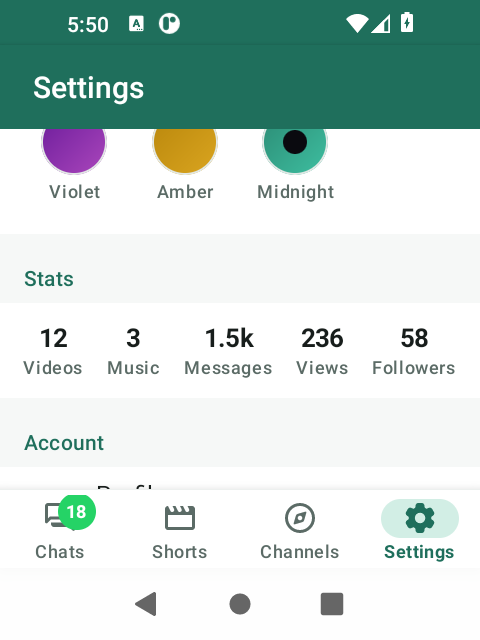 5:50
Settings
Violet Amber Midnight
Stats
12 3 1.5k 236 58
Videos Music Messages Views Followers
Account
Profile
18
Chats Shorts Channels Settings